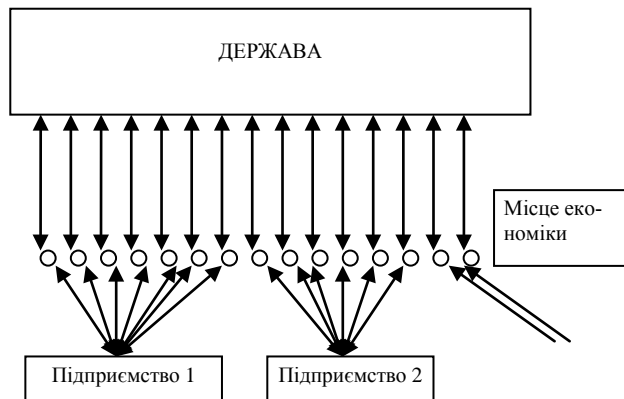 ДЕРЖАВА
Місце еко-
номіки
Підприємство 1
Підприємство 2